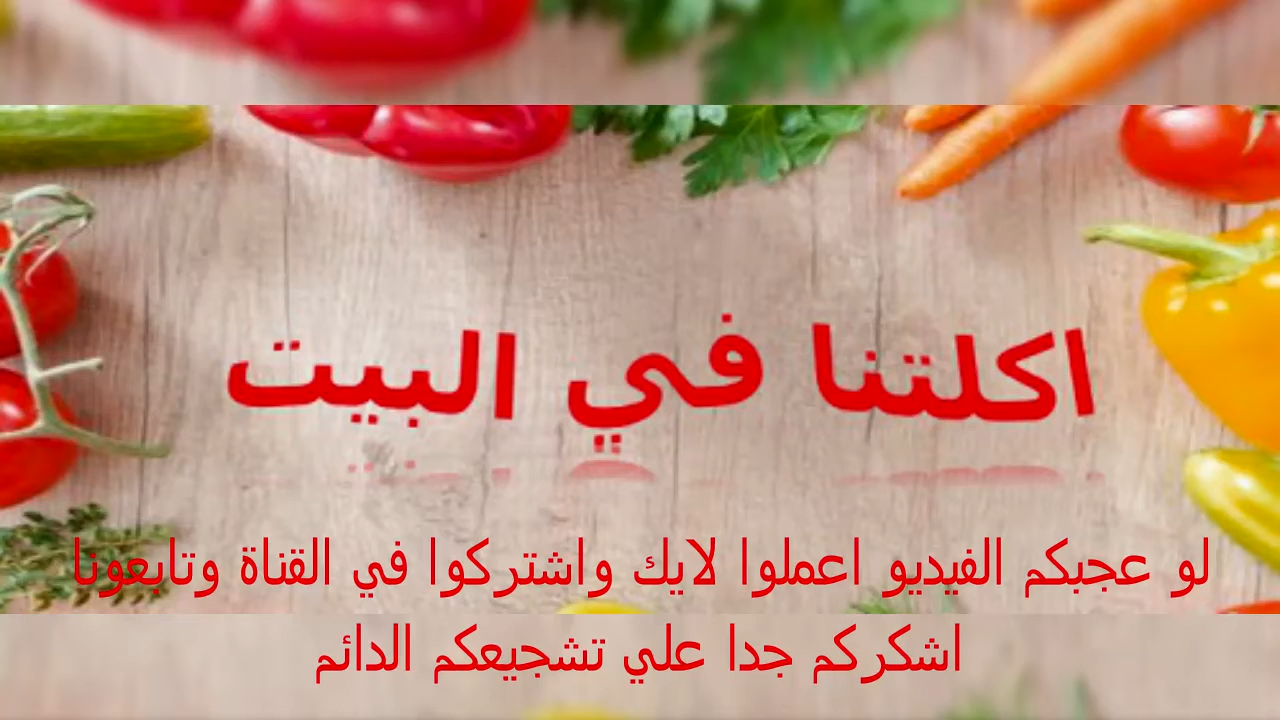 اكلتنا في البيت
لو عجبكم الفيديو اعملوا لايك واشتركوا في القناة وتابعونا
اشكركم جدا علي تشجيعكم الدائم